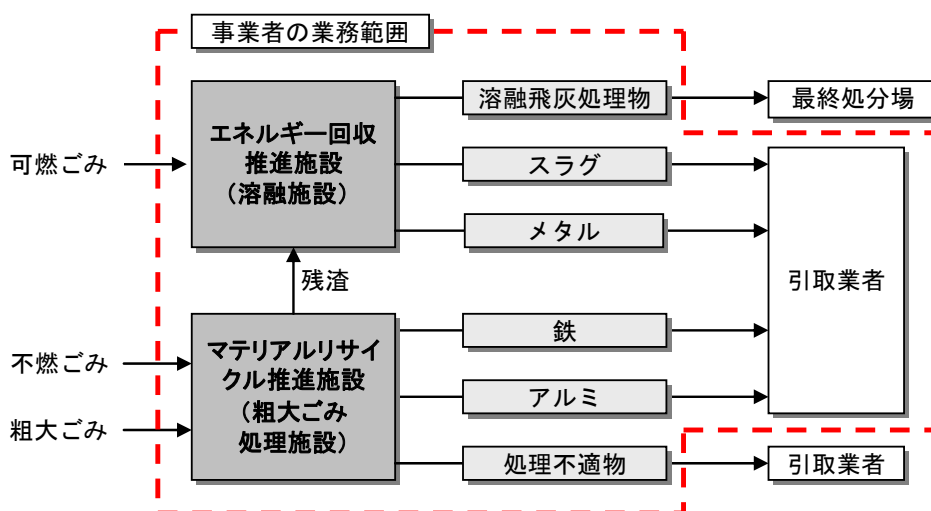 事業者の業務範囲
可燃ごみ
エネルギー回収
推進施設
（溶融施設）
溶融飛灰処理物
最終処分場
スラグ
メタル
引取業者
残渣
不燃ごみ
粗大ごみ
マテリアルリサイ
クル推進施設
（粗大ごみ
処理施設）
鉄
アルミ
処理不適物
引取業者